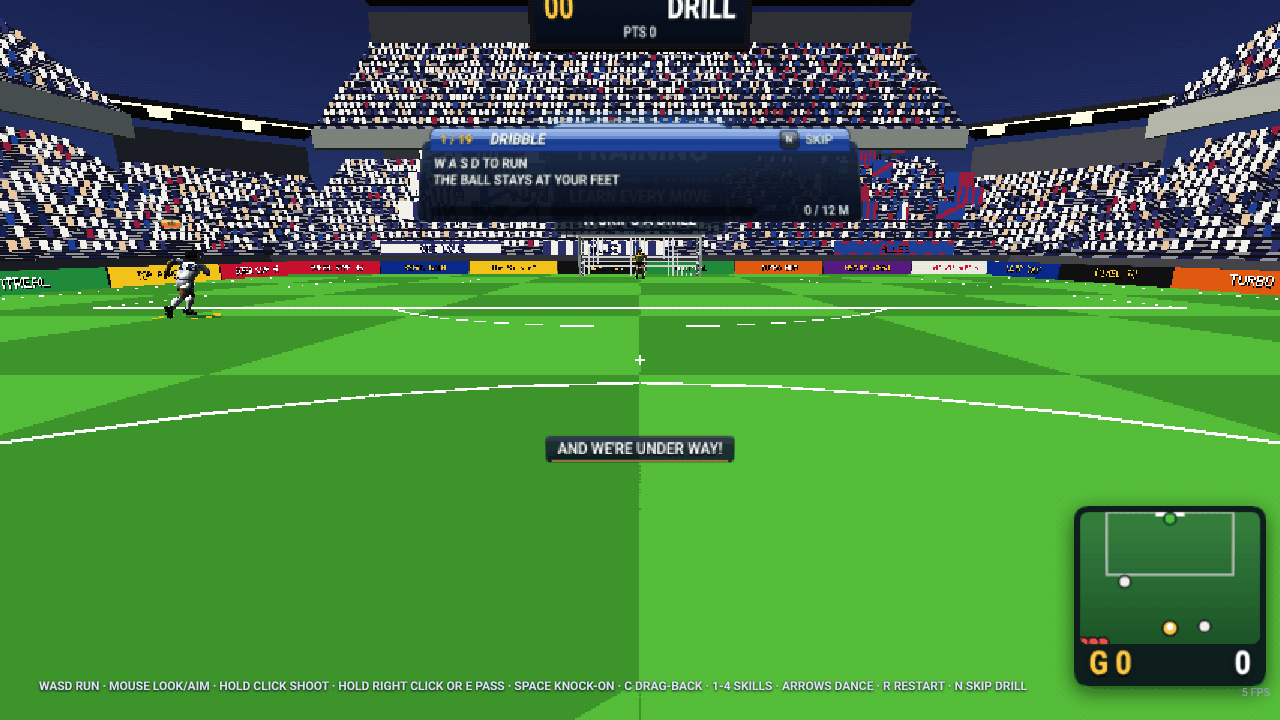 00 DRILL
PTS 0
1 / 19 DRIBBLE N SKIP
W A S D TO RUN
THE BALL STAYS AT YOUR FEET
0 / 12 M
TURBO
AND WE'RE UNDER WAY!
G 0 0
WASD RUN · MOUSE LOOK/AIM · HOLD CLICK SHOOT · HOLD RIGHT CLICK OR E PASS · SPACE KNOCK-ON · C DRAG-BACK · 1-4 SKILLS · ARROWS DANCE · R RESTART · N SKIP DRILL
5 FPS